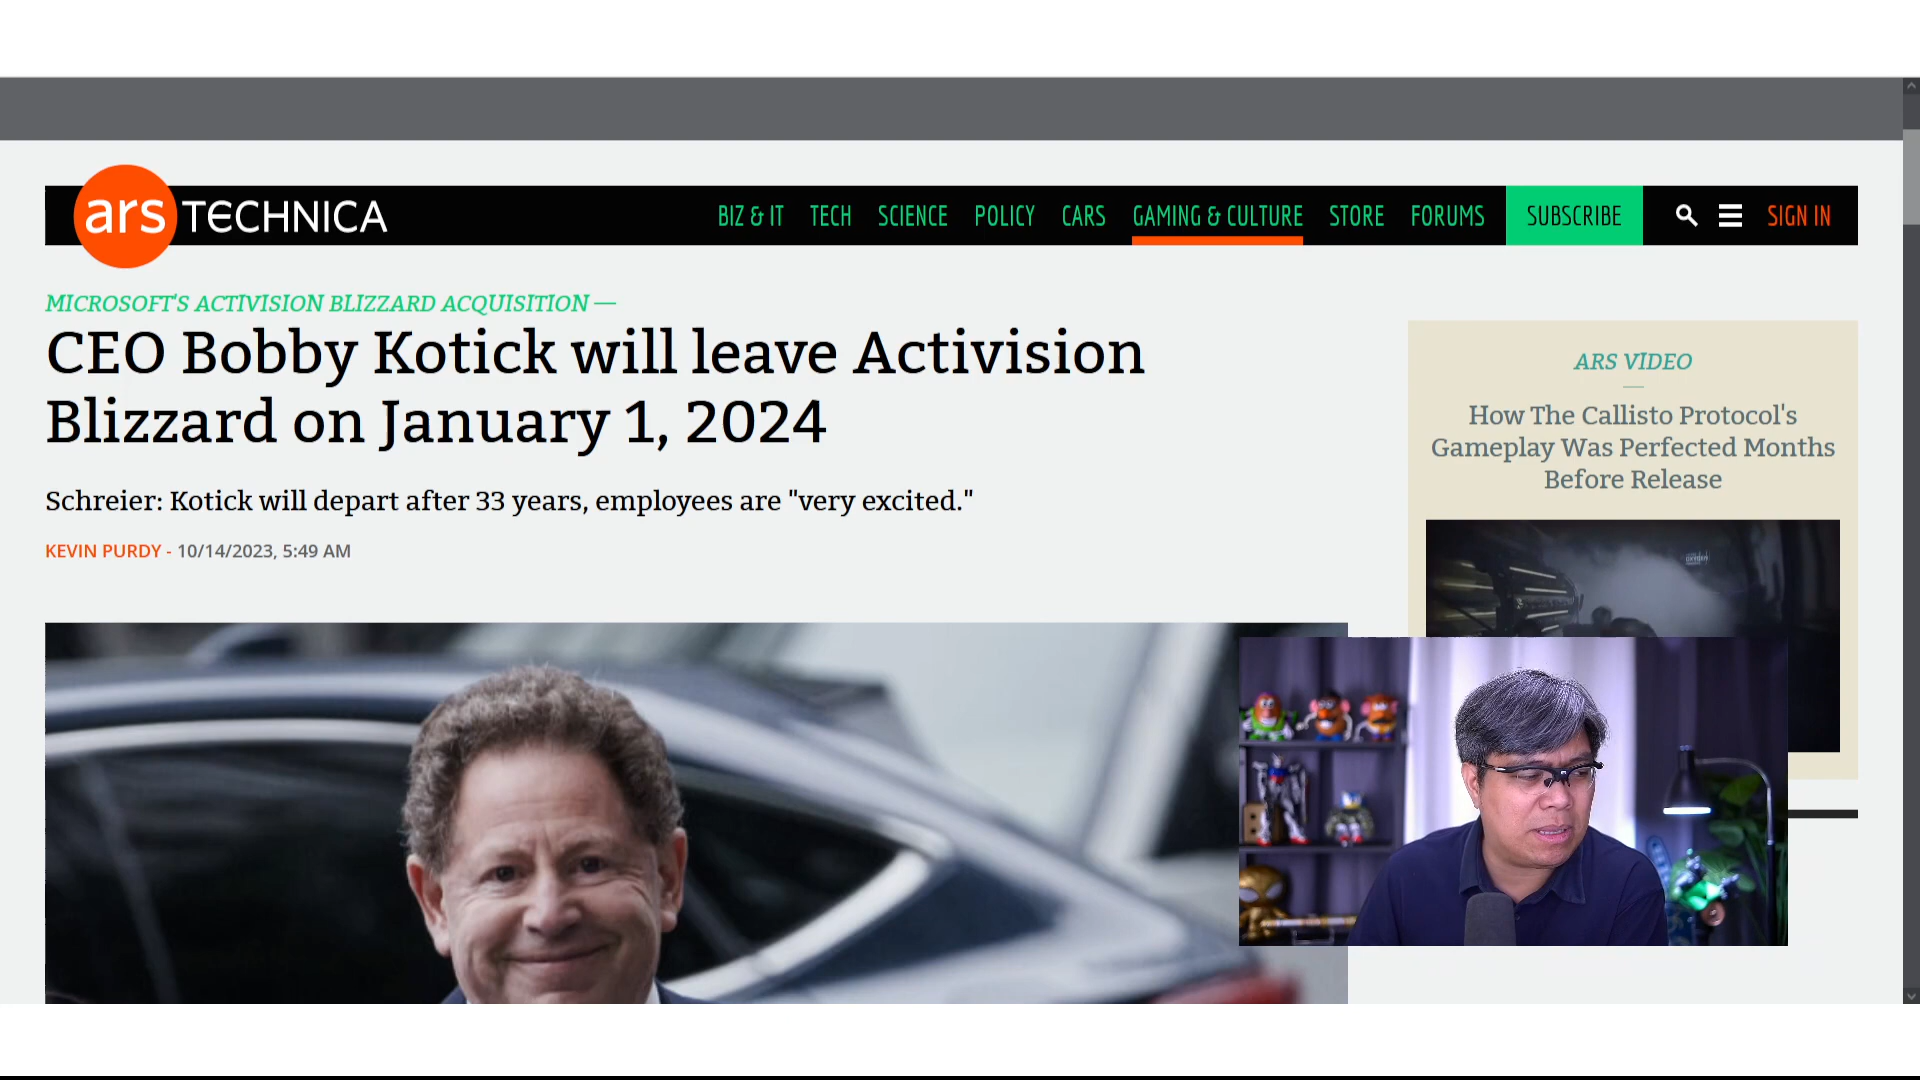 ars TECHNICA
BIZ & IT TECH SCIENCE POLICY CARS GAMING & CULTURE STORE FORUMS SUBSCRIBE SIGN IN
MICROSOFT'S ACTIVISION BLIZZARD ACQUISITION —
CEO Bobby Kotick will leave Activision
Blizzard on January 1, 2024
Schreier: Kotick will depart after 33 years, employees are "very excited."
KEVIN PURDY - 10/14/2023, 5:49 AM
ARS VIDEO
How The Callisto Protocol's
Gameplay Was Perfected Months
Before Release